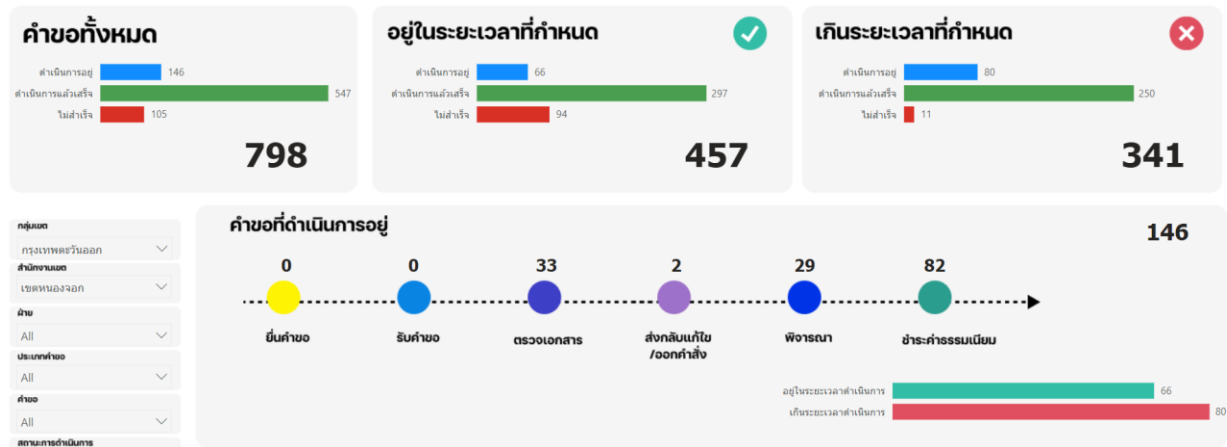 คำขอทั้งหมด
ดำเนินการอยู่ 146
ดำเนินการแล้วเสร็จ 547
ไม่สำเร็จ 105
798
อยู่ในระยะเวลาที่กำหนด
ดำเนินการอยู่ 66
ดำเนินการแล้วเสร็จ 297
ไม่สำเร็จ 94
457
เกินระยะเวลาที่กำหนด
ดำเนินการอยู่ 80
ดำเนินการแล้วเสร็จ 250
ไม่สำเร็จ 11
341
กลุ่มเขต
กรุงเทพตะวันออก
สำนักงานเขต
เขตหนองจอก
ฝ่าย
All
ประเภทคำขอ
All
คำขอ
All
สถานะการดำเนินการ
คำขอที่ดำเนินการอยู่
146
0 0 33 2 29 82
ยื่นคำขอ รับคำขอ ตรวจเอกสาร ส่งกลับแก้ไข พิจารณา ชำระค่าธรรมเนียม
/ออกคำสั่ง
อยู่ในระยะเวลาดำเนินการ 66
เกินระยะเวลาดำเนินการ 80